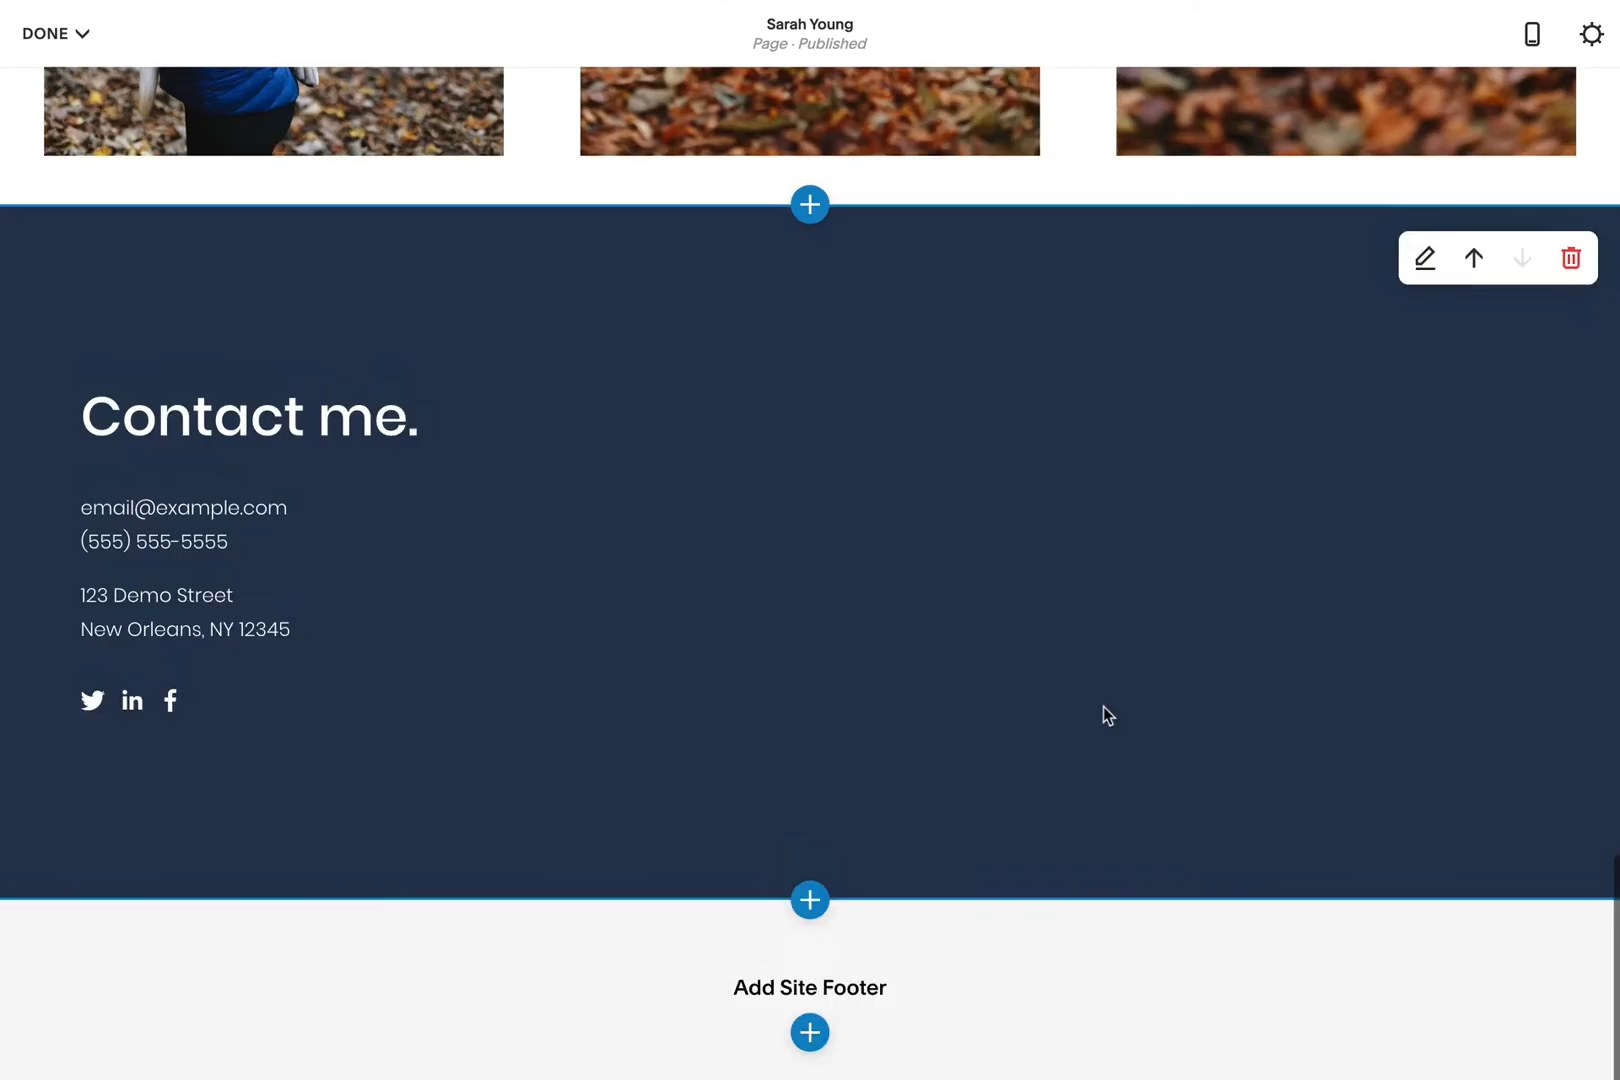 DONE
Sarah Young
Page · Published
Contact me.
email@example.com
(555) 555-5555
123 Demo Street
New Orleans, NY 12345
Add Site Footer